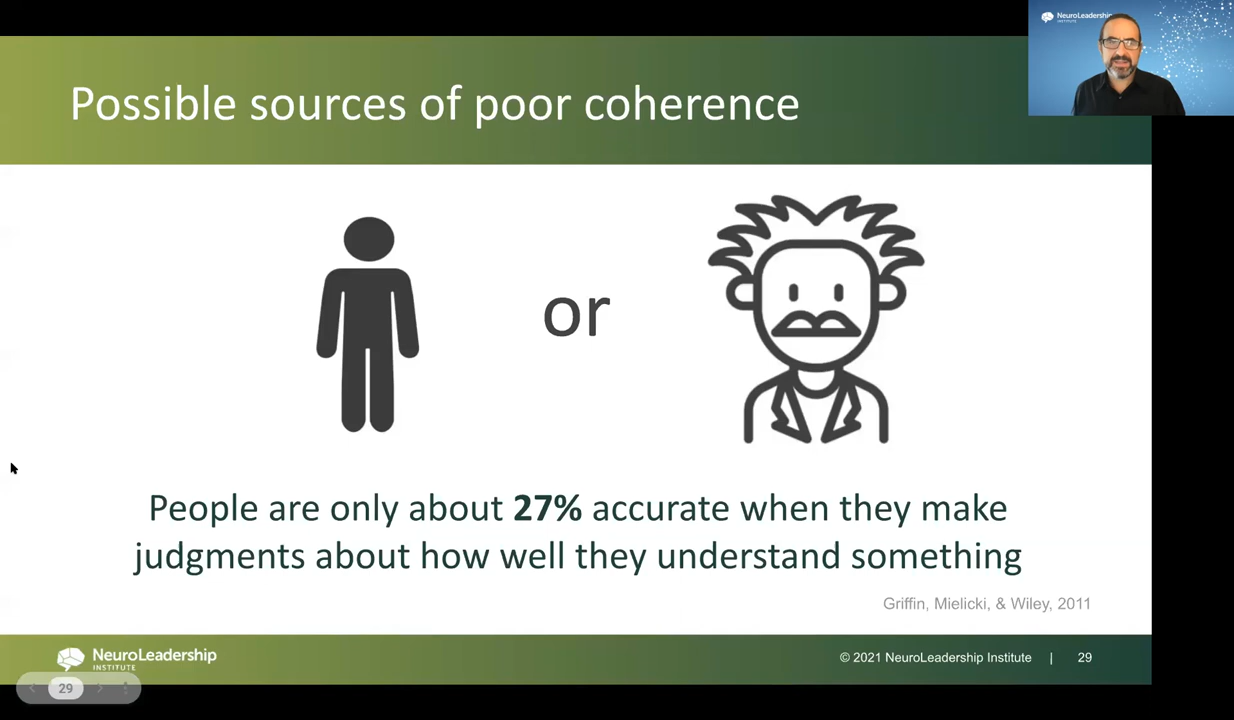 NeuroLeadership
INSTITUTE
Possible sources of poor coherence
or
People are only about 27% accurate when they make
judgments about how well they understand something
Griffin, Mielicki, & Wiley, 2011
NeuroLeadership
INSTITUTE
© 2021 NeuroLeadership Institute | 29
29